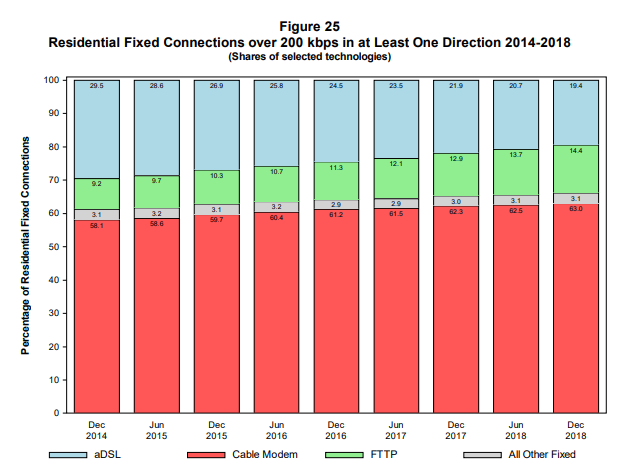 Figure 25
Residential Fixed Connections over 200 kbps in at Least One Direction 2014-2018
(Shares of selected technologies)
Percentage of Residential Fixed Connections
100
90
80
70
60
50
40
30
20
10
0
29.5 28.6 26.9 25.8 24.5 23.5 21.9 20.7 19.4
9.2 9.7 10.3 10.7 11.3 12.1 12.9 13.7 14.4
3.1 3.2 3.1 3.2 2.9 2.9 3.0 3.1 3.1
58.1 58.6 59.7 60.4 61.2 61.5 62.3 62.5 63.0
Dec Jun Dec Jun Dec Jun Dec Jun Dec
2014 2015 2015 2016 2016 2017 2017 2018 2018
aDSL Cable Modem FTTP All Other Fixed